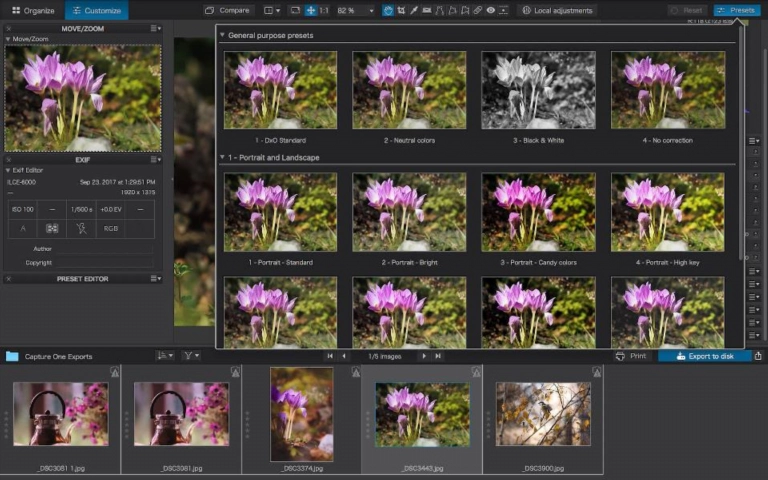 Organize
Customize
Compare
1:1
82 %
Local adjustments
Reset
Presets
MOVE/ZOOM
Move/Zoom
EXIF
Exif Editor
ILCE-6000
Sep 23, 2017 at 1:29:51 PM
1920 x 1315
ISO 100
1/500 s
+0.0 EV
A
RGB
Author
Copyright
PRESET EDITOR
General purpose presets
1 - DxO Standard
2 - Neutral colors
3 - Black & White
4 - No correction
1 - Portrait and Landscape
1 - Portrait - Standard
2 - Portrait - Bright
3 - Portrait - Candy colors
4 - Portrait - High key
Capture One Exports
1/5 images
Print
Export to disk
_DSC3081 1.jpg
_DSC3081.jpg
_DSC3374.jpg
_DSC3443.jpg
_DSC3900.jpg